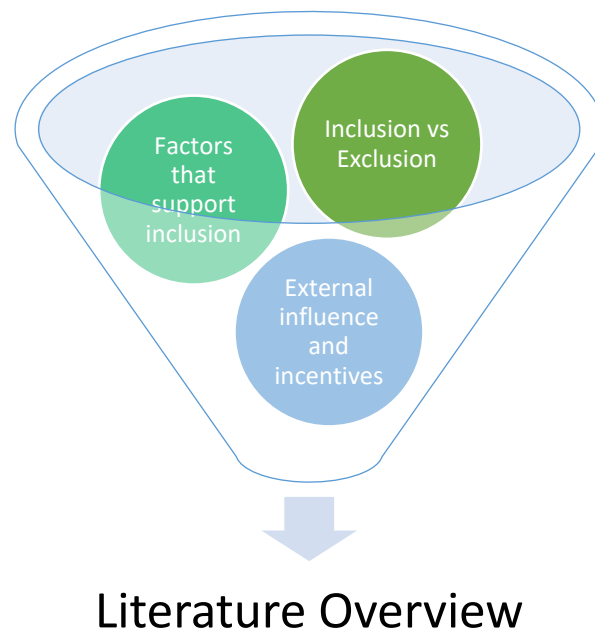 Inclusion vs
Exclusion
Factors
that
support
inclusion
External
influence
and
incentives
Literature Overview